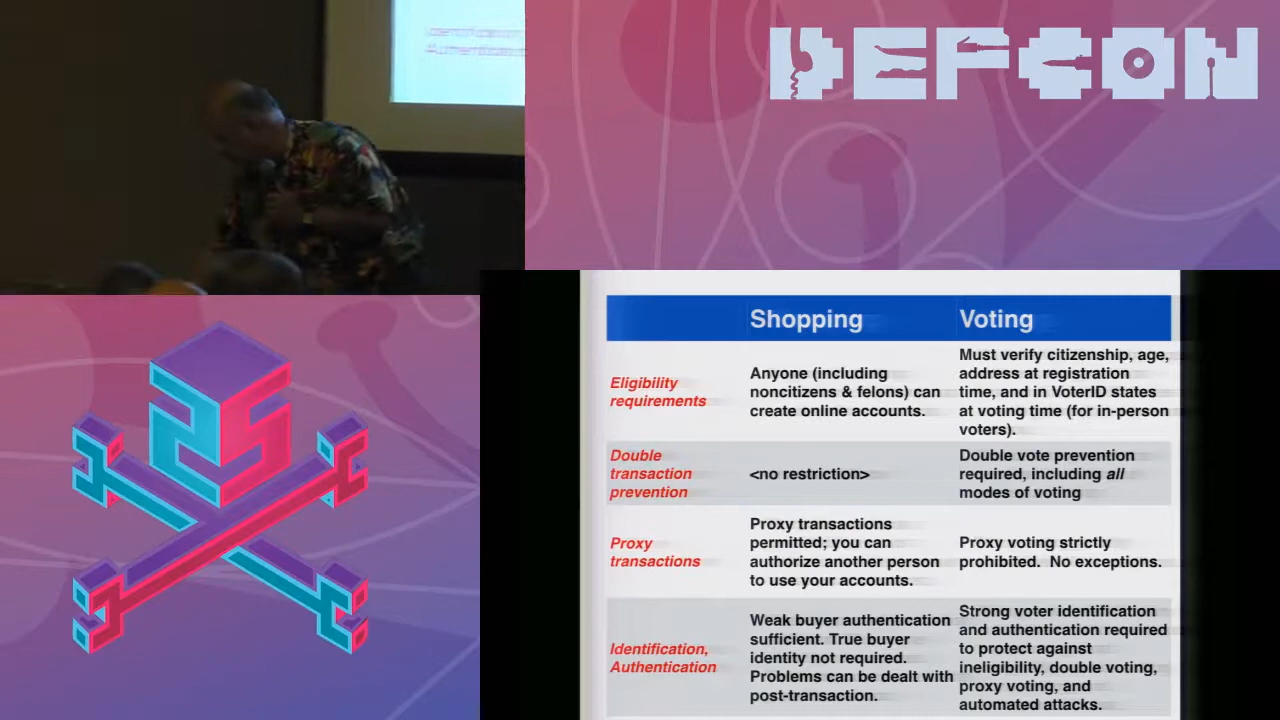 DEFCON
Shopping Voting
Eligibility
requirements
Anyone (including
noncitizens & felons) can
create online accounts.
Must verify citizenship, age,
address at registration
time, and in VoterID states
at voting time (for in-person
voters).
Double
transaction
prevention
<no restriction>
Double vote prevention
required, including all
modes of voting
Proxy
transactions
Proxy transactions
permitted; you can
authorize another person
to use your accounts.
Proxy voting strictly
prohibited. No exceptions.
Identification,
Authentication
Weak buyer authentication
sufficient. True buyer
identity not required.
Problems can be dealt with
post-transaction.
Strong voter identification
and authentication required
to protect against
ineligibility, double voting,
proxy voting, and
automated attacks.